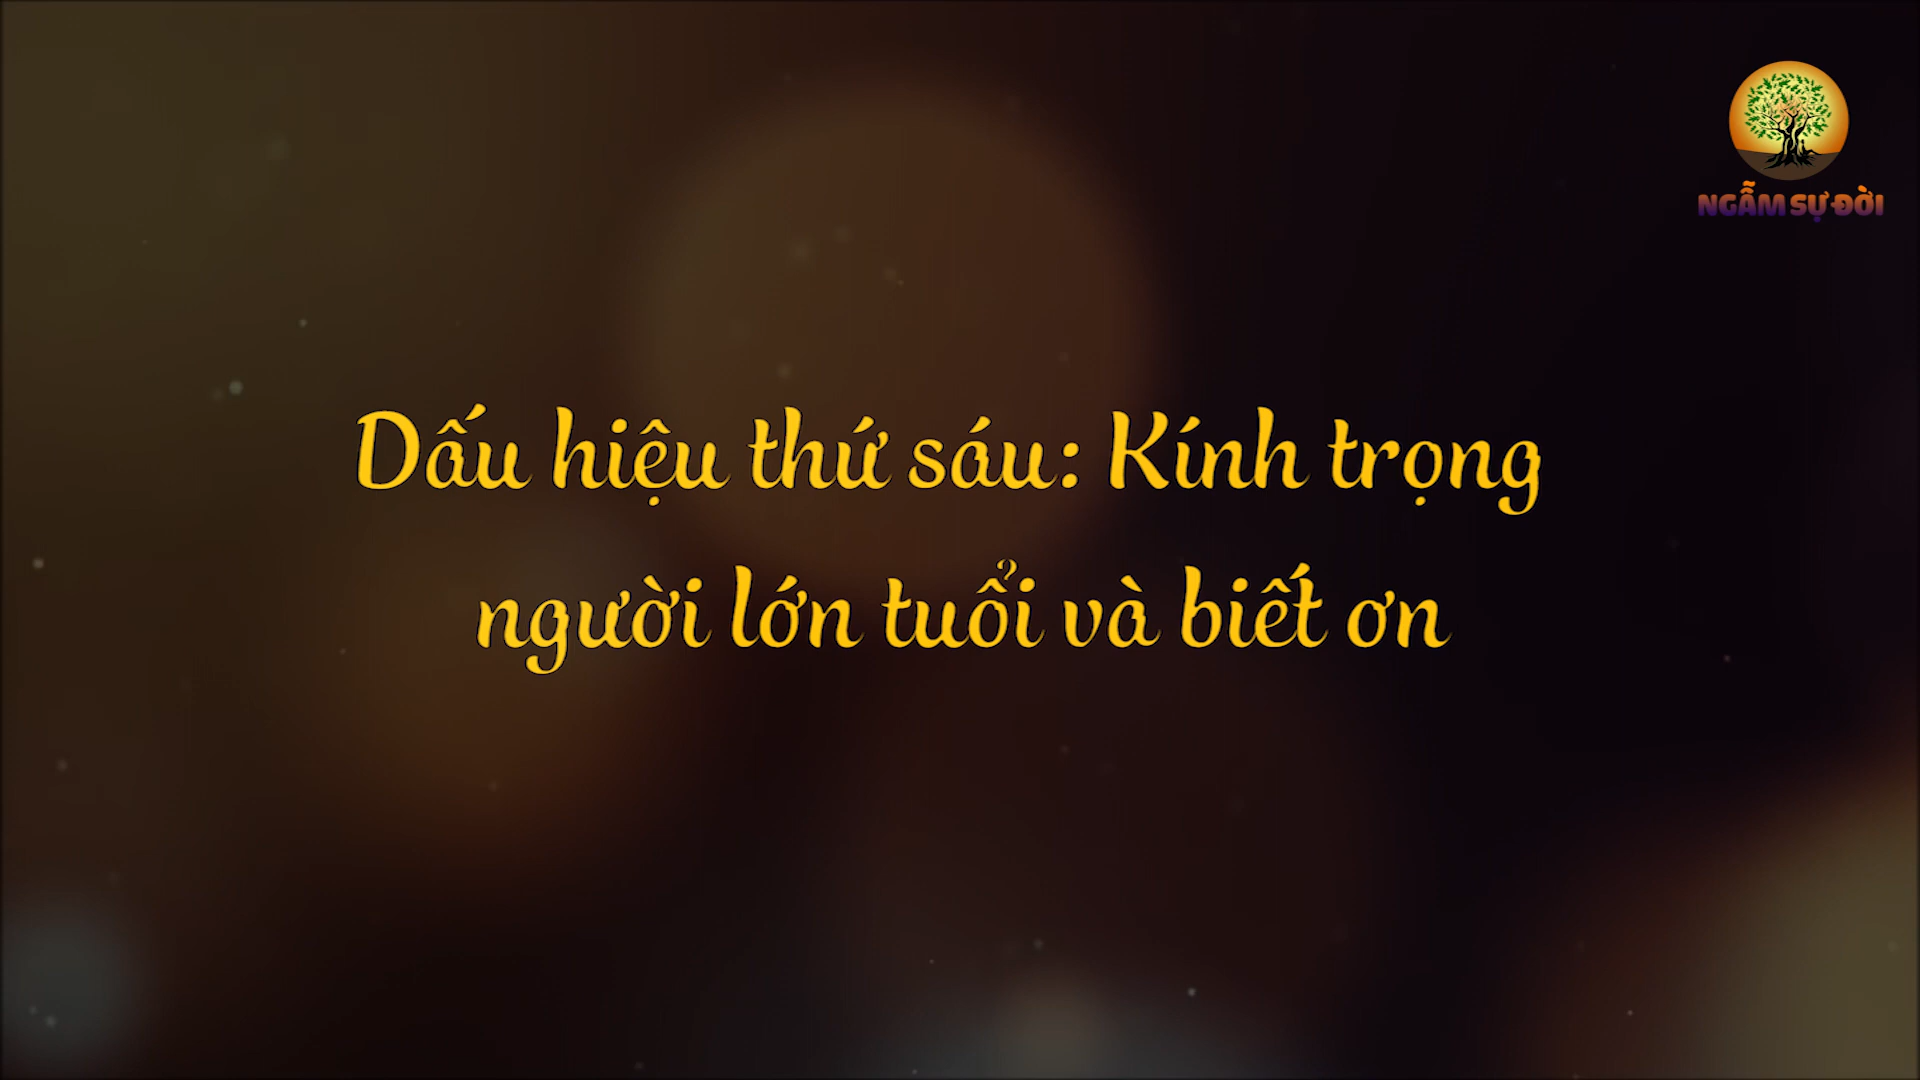 NGẪM SỰ ĐỜI
Dấu hiệu thứ sáu: Kính trọng
người lớn tuổi và biết ơn